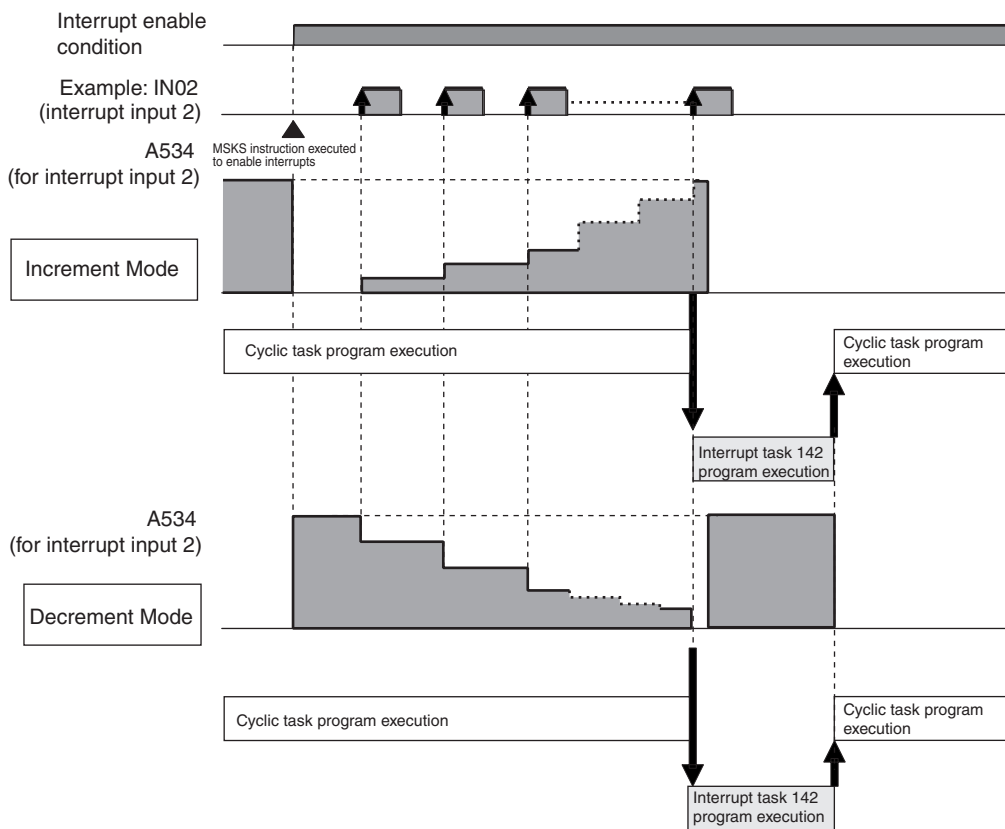 Interrupt enable
condition
Example: IN02
(interrupt input 2)
MSKS instruction executed
to enable interrupts
A534
(for interrupt input 2)
Increment Mode
Cyclic task program execution
Cyclic task program
execution
Interrupt task 142
program execution
A534
(for interrupt input 2)
Decrement Mode
Cyclic task program execution
Cyclic task program
execution
Interrupt task 142
program execution